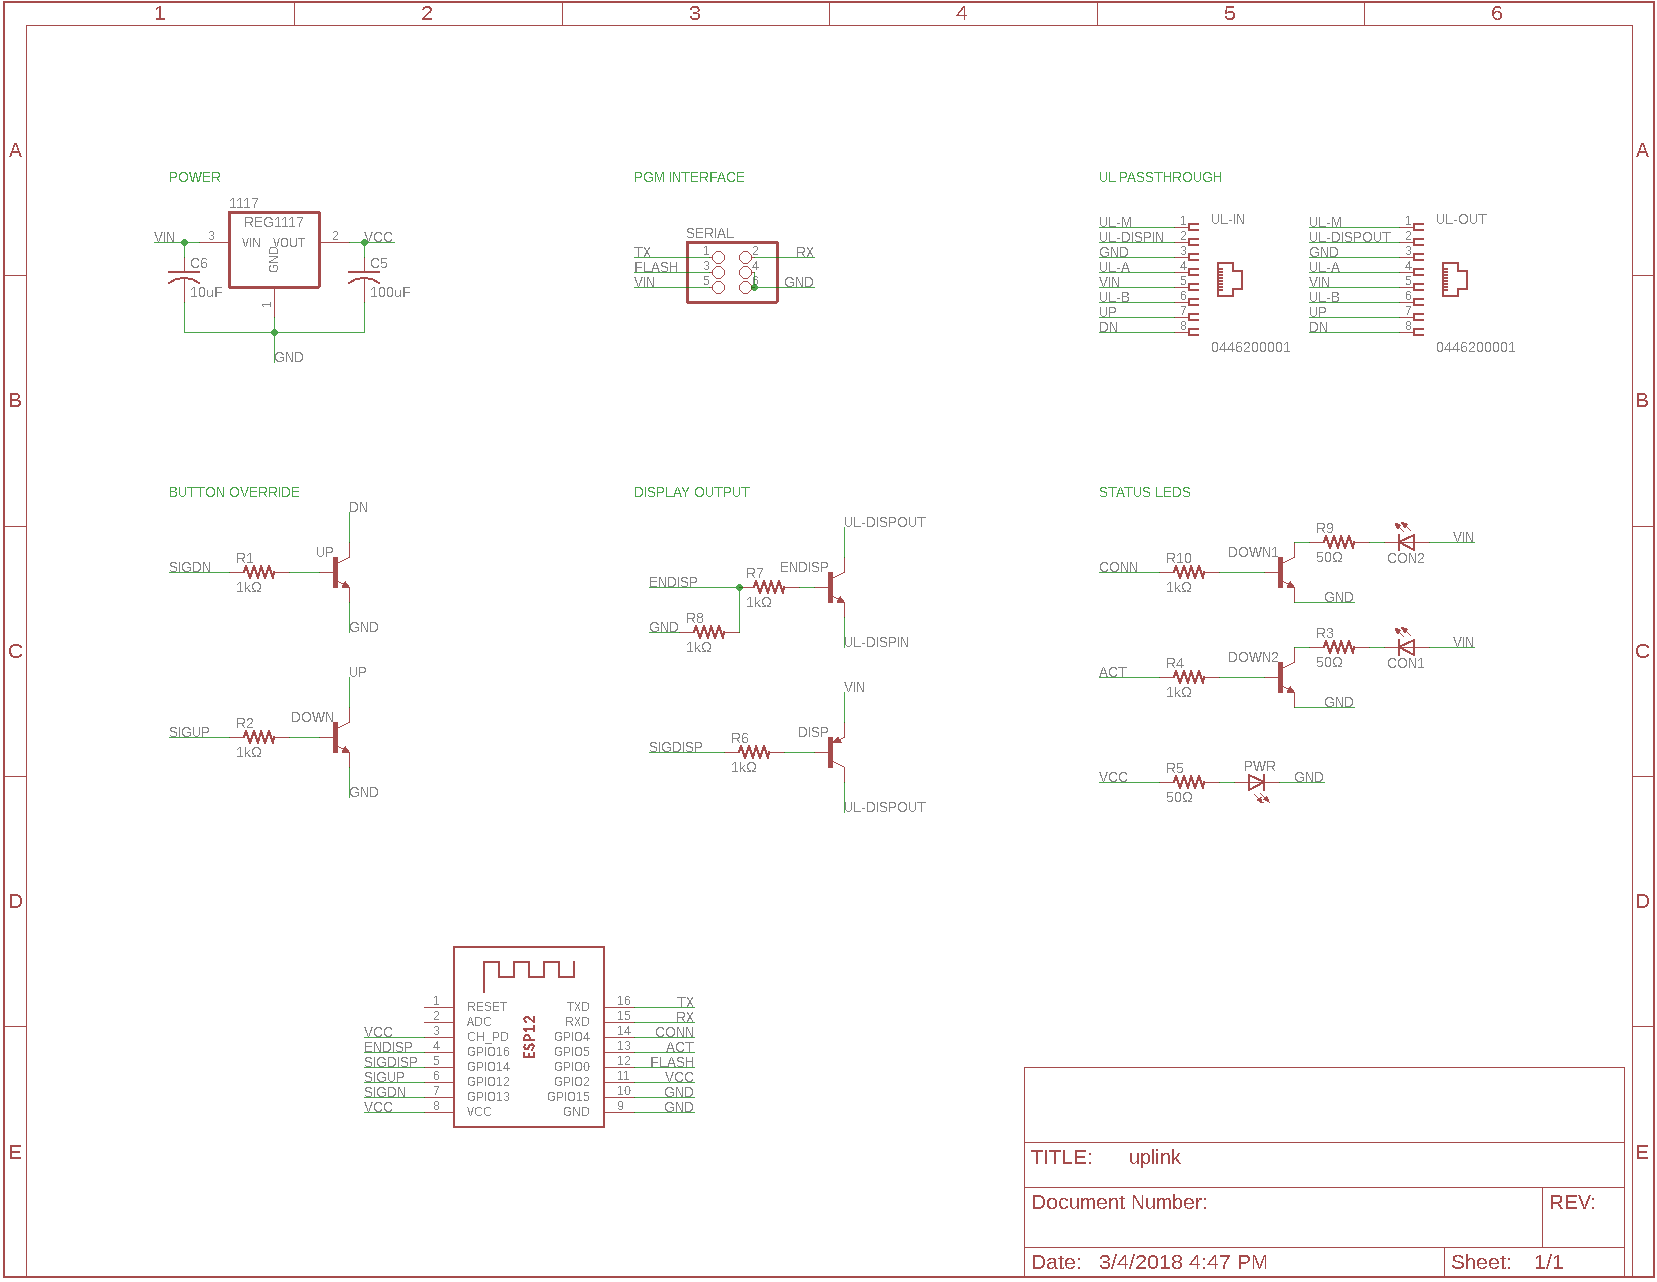 1 2 3 4 5 6
A A
B B
C C
D D
E E
POWER
1117
REG1117
VIN 3 VIN VOUT 2 VCC
GND
1
C6
10uF
C5
100uF
GND
PGM INTERFACE
SERIAL
TX 1 2 RX
FLASH 3 4
VIN 5 6 GND
UL PASSTHROUGH
UL-M 1 UL-IN
UL-DISPIN 2
GND 3
UL-A 4
VIN 5
UL-B 6
UP 7
DN 8
0446200001
UL-M 1 UL-OUT
UL-DISPOUT 2
GND 3
UL-A 4
VIN 5
UL-B 6
UP 7
DN 8
0446200001
BUTTON OVERRIDE
DN
SIGDN R1 UP
1kΩ
GND
UP
SIGUP R2 DOWN
1kΩ
GND
DISPLAY OUTPUT
UL-DISPOUT
ENDISP R7 ENDISP
1kΩ
GND R8
1kΩ
UL-DISPIN
VIN
SIGDISP R6 DISP
1kΩ
UL-DISPOUT
STATUS LEDS
R9 VIN
50Ω CON2
CONN R10 DOWN1
1kΩ
GND
R3 VIN
50Ω CON1
ACT R4 DOWN2
1kΩ
GND
VCC R5 PWR GND
50Ω
ESP12
1 RESET TXD 16 TX
2 ADC RXD 15 RX
VCC 3 CH_PD GPIO4 14 CONN
ENDISP 4 GPIO16 GPIO5 13 ACT
SIGDISP 5 GPIO14 GPIO0 12 FLASH
SIGUP 6 GPIO12 GPIO2 11 VCC
SIGDN 7 GPIO13 GPIO15 10 GND
VCC 8 VCC GND 9 GND
TITLE: uplink
Document Number:
REV:
Date: 3/4/2018 4:47 PM
Sheet: 1/1